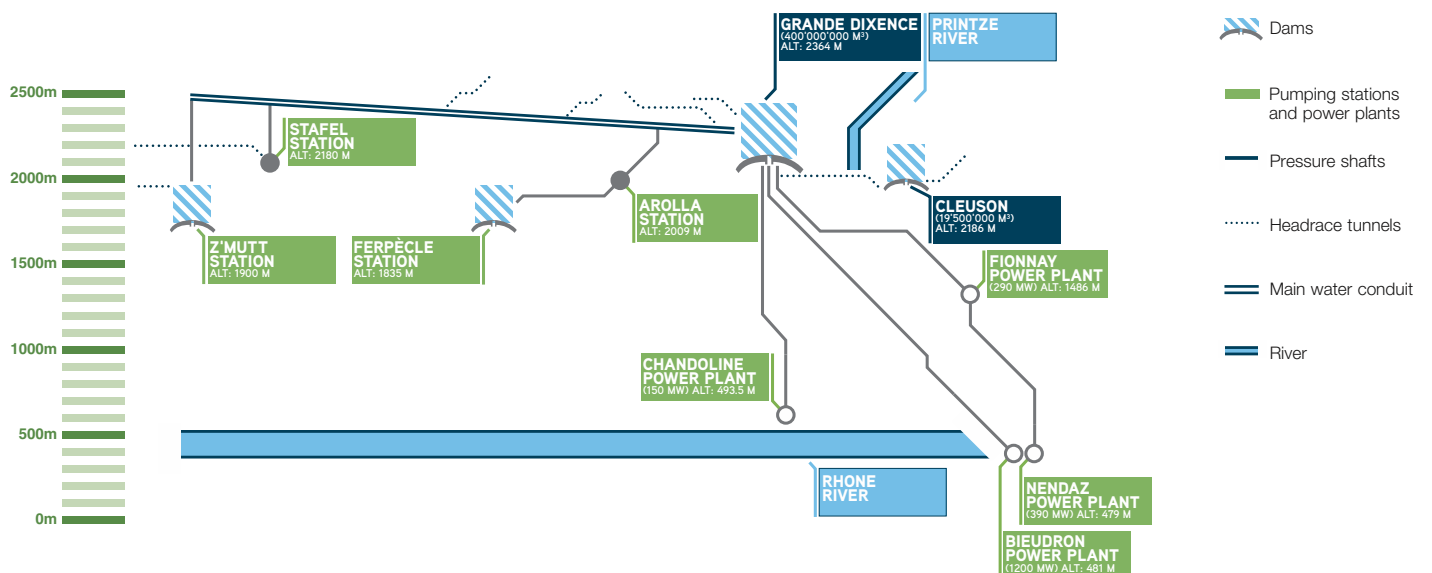 GRANDE DIXENCE
(400'000'000 M³)
ALT: 2364 M
PRINTZE
RIVER
2500m
2000m
1500m
1000m
500m
0m
STAFEL
STATION
ALT: 2180 M
AROLLA
STATION
ALT: 2009 M
Z'MUTT
STATION
ALT: 1900 M
FERPÈCLE
STATION
ALT: 1835 M
CLEUSON
(19'500'000 M³)
ALT: 2186 M
FIONNAY
POWER PLANT
(290 MW) ALT: 1486 M
CHANDOLINE
POWER PLANT
(150 MW) ALT: 493.5 M
RHONE
RIVER
NENDAZ
POWER PLANT
(390 MW) ALT: 479 M
BIEUDRON
POWER PLANT
(1200 MW) ALT: 481 M
Dams
Pumping stations
and power plants
Pressure shafts
Headrace tunnels
Main water conduit
River